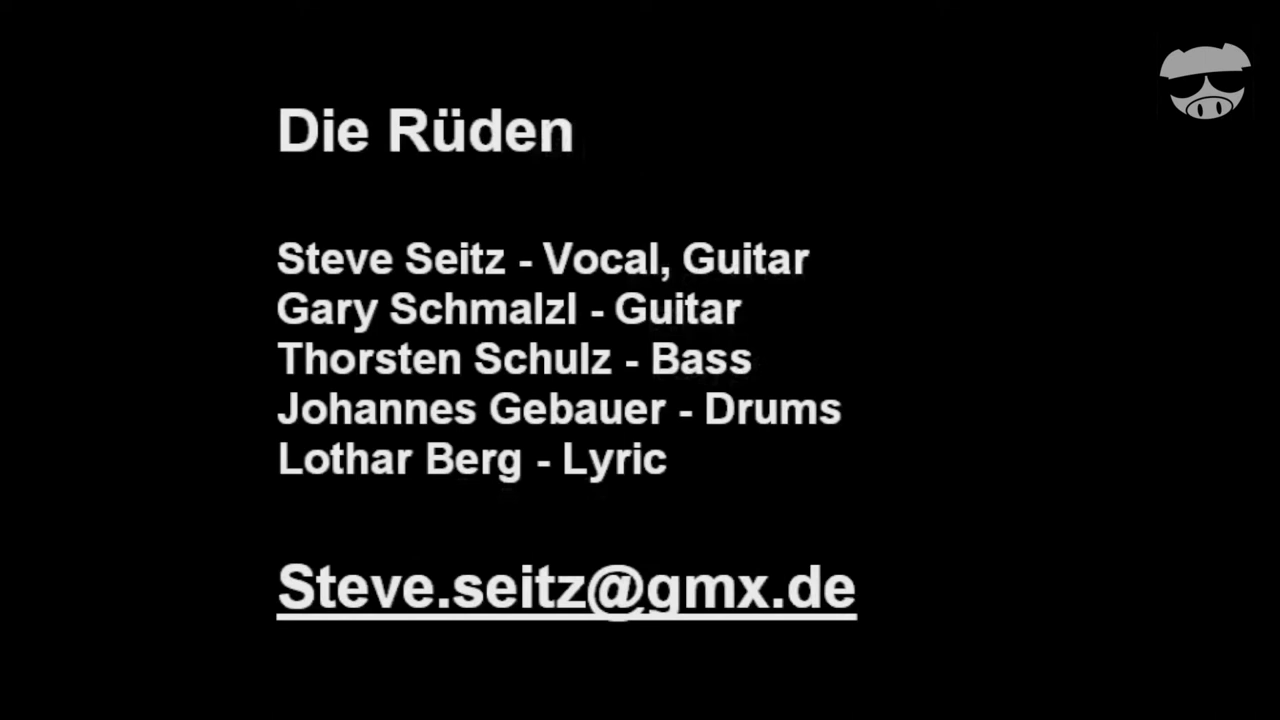 Die Rüden
Steve Seitz - Vocal, Guitar
Gary Schmalzl - Guitar
Thorsten Schulz - Bass
Johannes Gebauer - Drums
Lothar Berg - Lyric
Steve.seitz@gmx.de